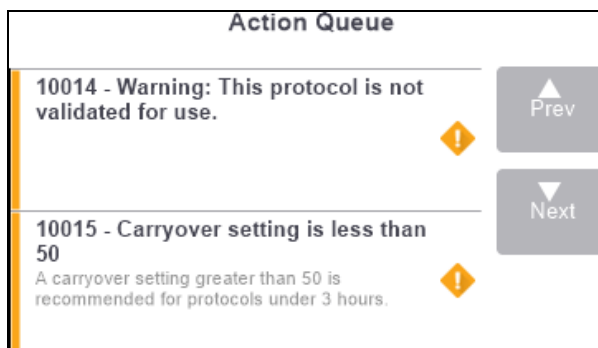 Action Queue
10014 - Warning: This protocol is not
validated for use.
Prev
Next
10015 - Carryover setting is less than
50
A carryover setting greater than 50 is
recommended for protocols under 3 hours.